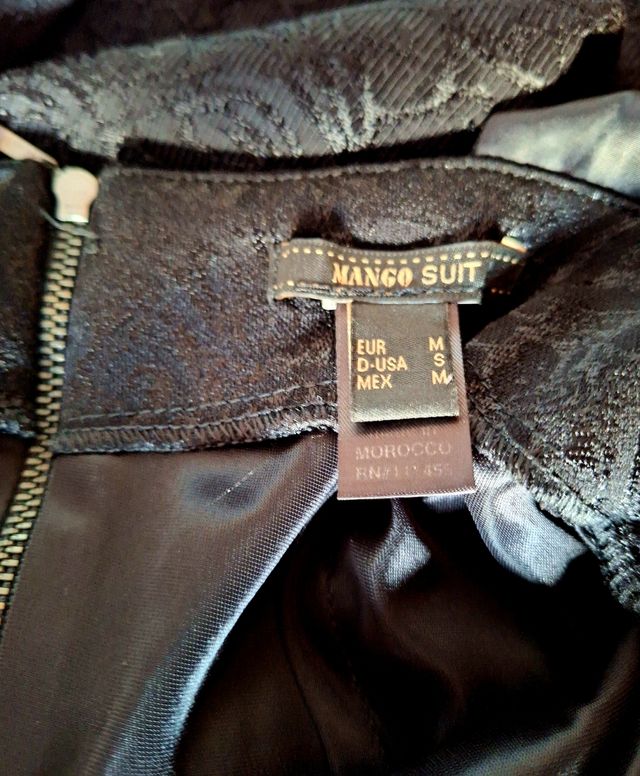 MANGO SUIT
EUR M
D-USA S
MEX M
MOROCCO